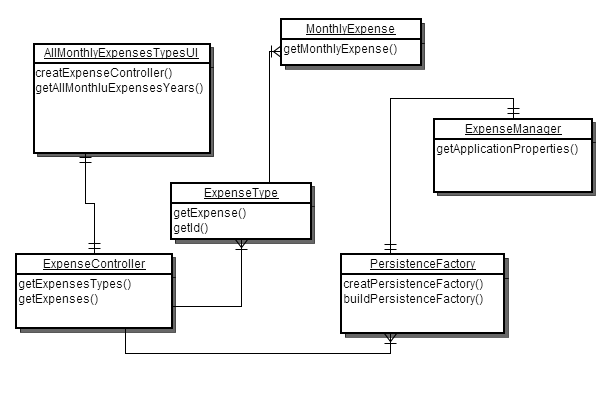 MonthlyExpense
getMonthlyExpense()
AllMonthlyExpensesTypesUI
creatExpenseController()
getAllMonthluExpensesYears()
ExpenseManager
getApplicationProperties()
ExpenseType
getExpense()
getId()
ExpenseController
getExpensesTypes()
getExpenses()
PersistenceFactory
creatPersistenceFactory()
buildPersistenceFactory()